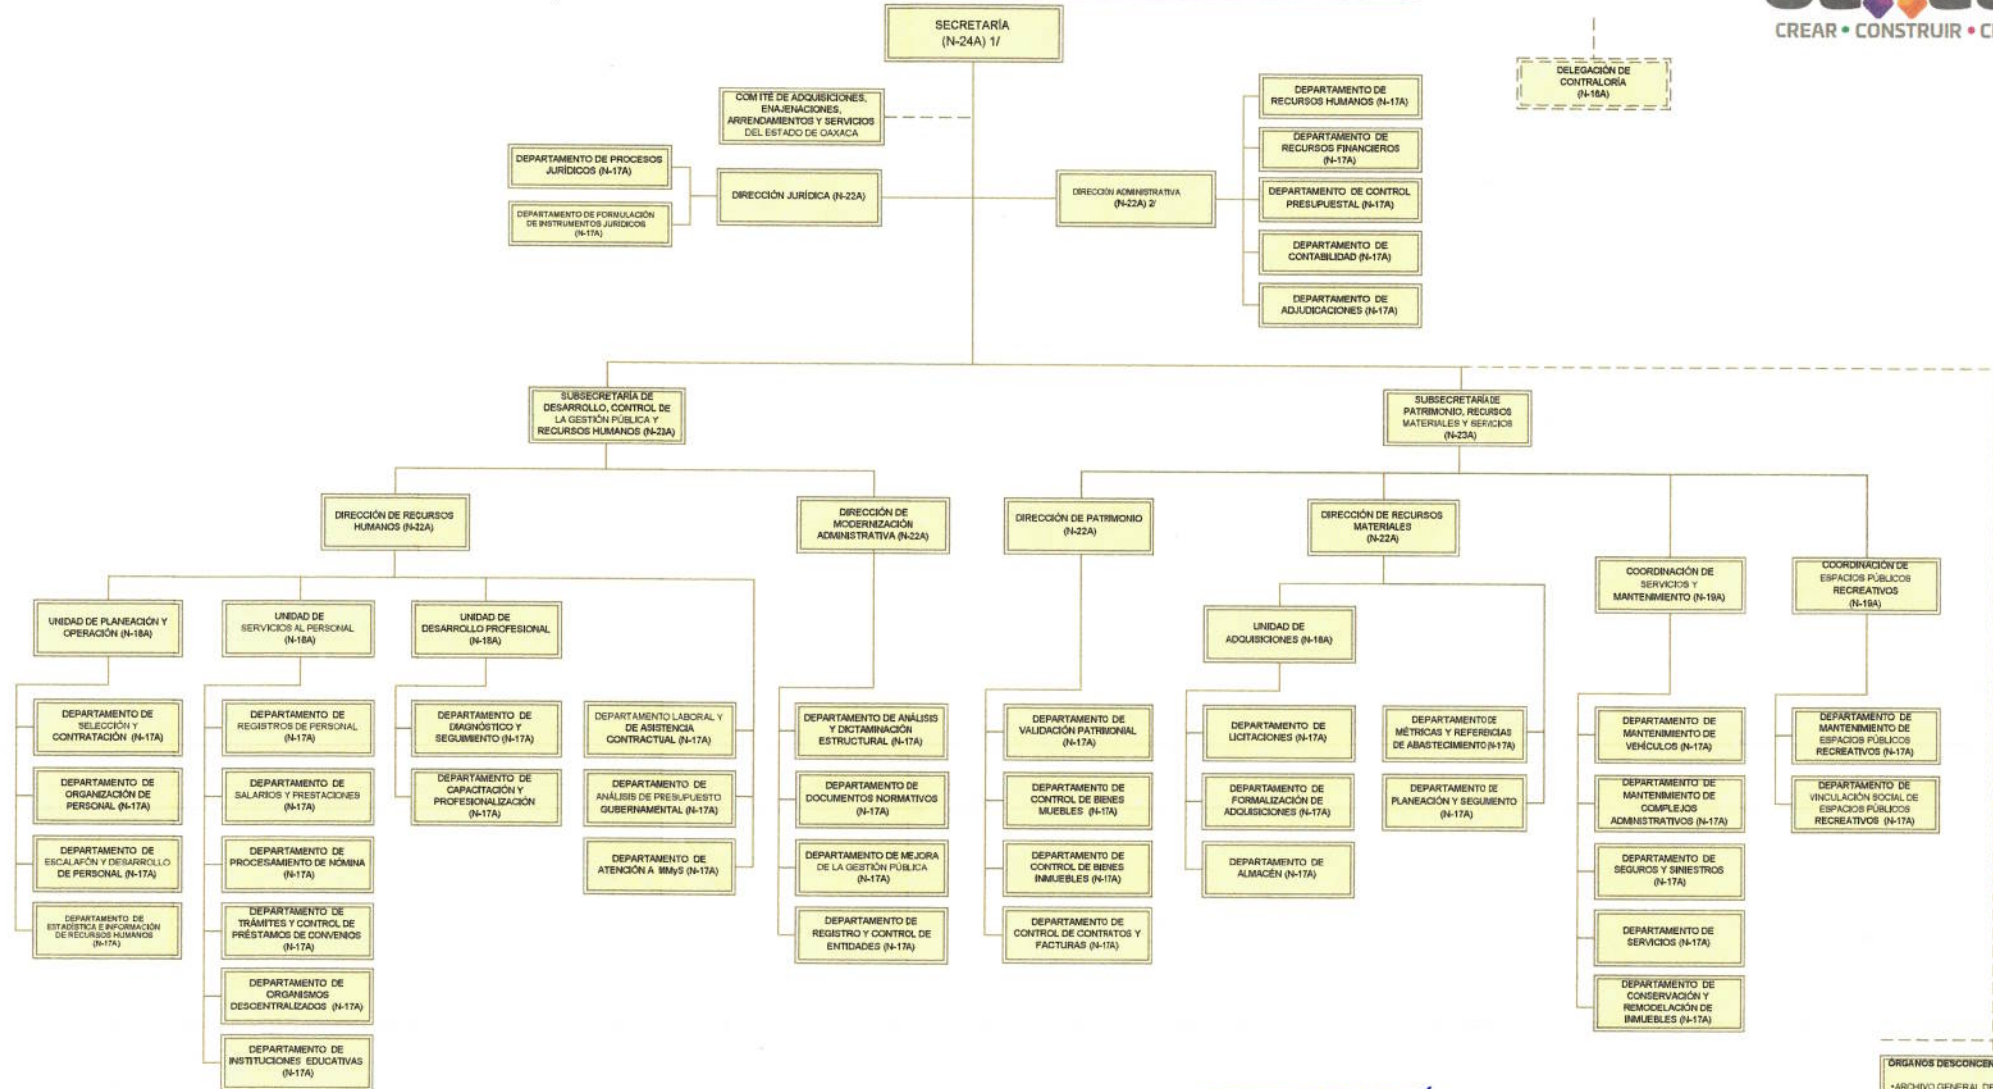 SECRETARÍA
(N-24A) 1/
CREAR • CONSTRUIR •
DELEGACIÓN DE
CONTRALORÍA
(N-18A)
COMITÉ DE ADQUISICIONES,
ENAJENACIONES,
ARRENDAMIENTOS Y SERVICIOS
DEL ESTADO DE OAXACA
DEPARTAMENTO DE
RECURSOS HUMANOS (N-17A)
DEPARTAMENTO DE
RECURSOS FINANCIEROS
(N-17A)
DEPARTAMENTO DE PROCESOS
JURÍDICOS (N-17A)
DIRECCIÓN JURÍDICA (N-22A)
DIRECCIÓN ADMINISTRATIVA
(N-22A) 2/
DEPARTAMENTO DE CONTROL
PRESUPUESTAL (N-17A)
DEPARTAMENTO DE FORMULACIÓN
DE INSTRUMENTOS JURÍDICOS
(N-17A)
DEPARTAMENTO DE
CONTABILIDAD (N-17A)
DEPARTAMENTO DE
ADJUDICACIONES (N-17A)
SUBSECRETARÍA DE
DESARROLLO, CONTROL DE
LA GESTIÓN PÚBLICA Y
RECURSOS HUMANOS (N-23A)
SUBSECRETARÍA DE
PATRIMONIO, RECURSOS
MATERIALES Y SERVICIOS
(N-23A)
DIRECCIÓN DE RECURSOS
HUMANOS (N-22A)
DIRECCIÓN DE
MODERNIZACIÓN
ADMINISTRATIVA (N-22A)
DIRECCIÓN DE PATRIMONIO
(N-22A)
DIRECCIÓN DE RECURSOS
MATERIALES
(N-22A)
COORDINACIÓN DE
SERVICIOS Y
MANTENIMIENTO (N-19A)
COORDINACIÓN DE
ESPACIOS PÚBLICOS
RECREATIVOS
(N-19A)
UNIDAD DE PLANEACIÓN Y
OPERACIÓN (N-18A)
UNIDAD DE
SERVICIOS AL PERSONAL
(N-18A)
UNIDAD DE
DESARROLLO PROFESIONAL
(N-18A)
UNIDAD DE
ADQUISICIONES (N-18A)
DEPARTAMENTO DE
SELECCIÓN Y
CONTRATACIÓN (N-17A)
DEPARTAMENTO DE
REGISTROS DE PERSONAL
(N-17A)
DEPARTAMENTO DE
DIAGNÓSTICO Y
SEGUIMIENTO (N-17A)
DEPARTAMENTO LABORAL Y
DE ASISTENCIA
CONTRACTUAL (N-17A)
DEPARTAMENTO DE ANÁLISIS
Y DICTAMINACIÓN
ESTRUCTURAL (N-17A)
DEPARTAMENTO DE
VALIDACIÓN PATRIMONIAL
(N-17A)
DEPARTAMENTO DE
LICITACIONES (N-17A)
DEPARTAMENTO DE
MÉTRICAS Y REFERENCIAS
DE ABASTECIMIENTO (N-17A)
DEPARTAMENTO DE
MANTENIMIENTO DE
VEHÍCULOS (N-17A)
DEPARTAMENTO DE
MANTENIMIENTO DE
ESPACIOS PÚBLICOS
RECREATIVOS (N-17A)
DEPARTAMENTO DE
ORGANIZACIÓN DE
PERSONAL (N-17A)
DEPARTAMENTO DE
SALARIOS Y PRESTACIONES
(N-17A)
DEPARTAMENTO DE
CAPACITACIÓN Y
PROFESIONALIZACIÓN
(N-17A)
DEPARTAMENTO DE
ANÁLISIS DE PRESUPUESTO
GUBERNAMENTAL (N-17A)
DEPARTAMENTO DE
DOCUMENTOS NORMATIVOS
(N-17A)
DEPARTAMENTO DE
CONTROL DE BIENES
MUEBLES (N-17A)
DEPARTAMENTO DE
FORMALIZACIÓN DE
ADQUISICIONES (N-17A)
DEPARTAMENTO DE
PLANEACIÓN Y SEGUIMENTO
(N-17A)
DEPARTAMENTO DE
MANTENIMIENTO DE
COMPLEJOS
ADMINISTRATIVOS (N-17A)
DEPARTAMENTO DE
VINCULACIÓN SOCIAL DE
ESPACIOS PÚBLICOS
RECREATIVOS (N-17A)
DEPARTAMENTO DE
ESCALAFÓN Y DESARROLLO
DE PERSONAL (N-17A)
DEPARTAMENTO DE
PROCESAMIENTO DE NÓMINA
(N-17A)
DEPARTAMENTO DE
ATENCIÓN A MMyS (N-17A)
DEPARTAMENTO DE MEJORA
DE LA GESTIÓN PÚBLICA
(N-17A)
DEPARTAMENTO DE
CONTROL DE BIENES
INMUEBLES (N-17A)
DEPARTAMENTO DE
ALMACÉN (N-17A)
DEPARTAMENTO DE
SEGUROS Y SINIESTROS
(N-17A)
DEPARTAMENTO DE
ESTADÍSTICA E INFORMACIÓN
DE RECURSOS HUMANOS
(N-17A)
DEPARTAMENTO DE
TRÁMITES Y CONTROL DE
PRÉSTAMOS DE CONVENIOS
(N-17A)
DEPARTAMENTO DE
REGISTRO Y CONTROL DE
ENTIDADES (N-17A)
DEPARTAMENTO DE
CONTROL DE CONTRATOS Y
FACTURAS (N-17A)
DEPARTAMENTO DE
SERVICIOS (N-17A)
DEPARTAMENTO DE
ORGANISMOS
DESCENTRALIZADOS (N-17A)
DEPARTAMENTO DE
CONSERVACIÓN Y
REMODELACIÓN DE
INMUEBLES (N-17A)
DEPARTAMENTO DE
INSTITUCIONES EDUCATIVAS
(N-17A)
ÓRGANOS DESCONCEN
•ARCHIVO GENERAL DE